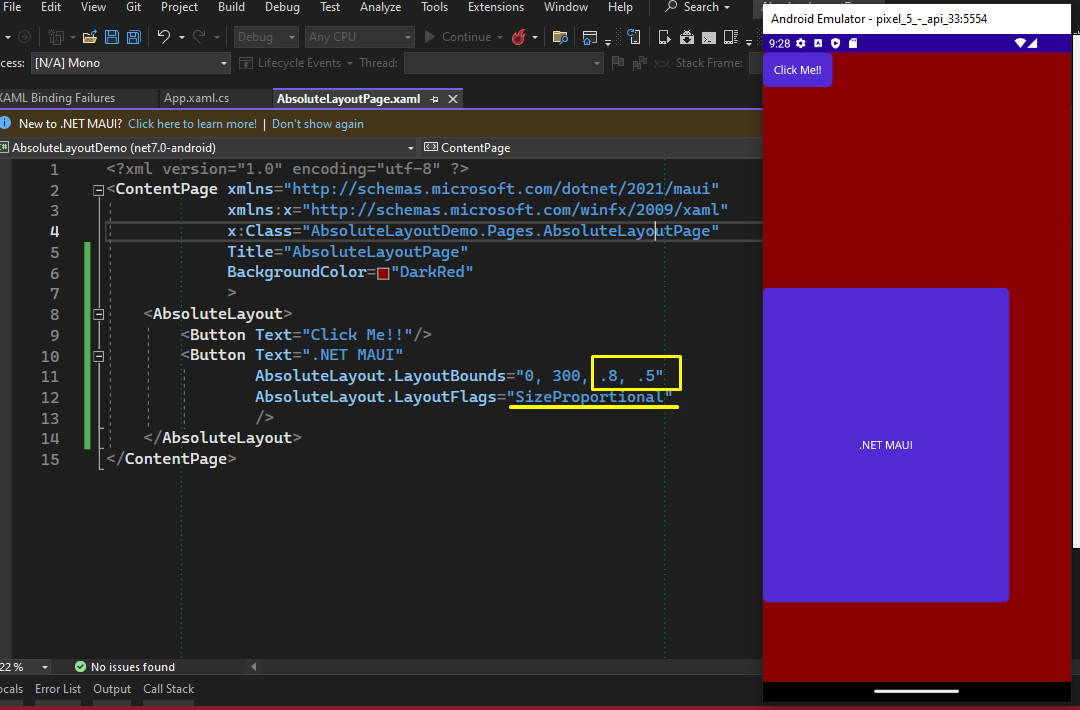 File Edit View Git Project Build Debug Test Analyze Tools Extensions Window Help Search
Debug Any CPU Continue
cess: [N/A] Mono Lifecycle Events Thread: Stack Frame:
XAML Binding Failures App.xaml.cs AbsoluteLayoutPage.xaml
New to .NET MAUI? Click here to learn more! | Don't show again
AbsoluteLayoutDemo (net7.0-android) ContentPage
1 <?xml version="1.0" encoding="utf-8" ?>
2 <ContentPage xmlns="http://schemas.microsoft.com/dotnet/2021/maui"
3 xmlns:x="http://schemas.microsoft.com/winfx/2009/xaml"
4 x:Class="AbsoluteLayoutDemo.Pages.AbsoluteLayoutPage"
5 Title="AbsoluteLayoutPage"
6 BackgroundColor="DarkRed"
7 >
8 <AbsoluteLayout>
9 <Button Text="Click Me!!"/>
10 <Button Text=".NET MAUI"
11 AbsoluteLayout.LayoutBounds="0, 300, .8, .5"
12 AbsoluteLayout.LayoutFlags="SizeProportional"
13 />
14 </AbsoluteLayout>
15 </ContentPage>
22 % No issues found
ocals Error List Output Call Stack
Android Emulator - pixel_5_-_api_33:5554
9:28
Click Me!!
.NET MAUI